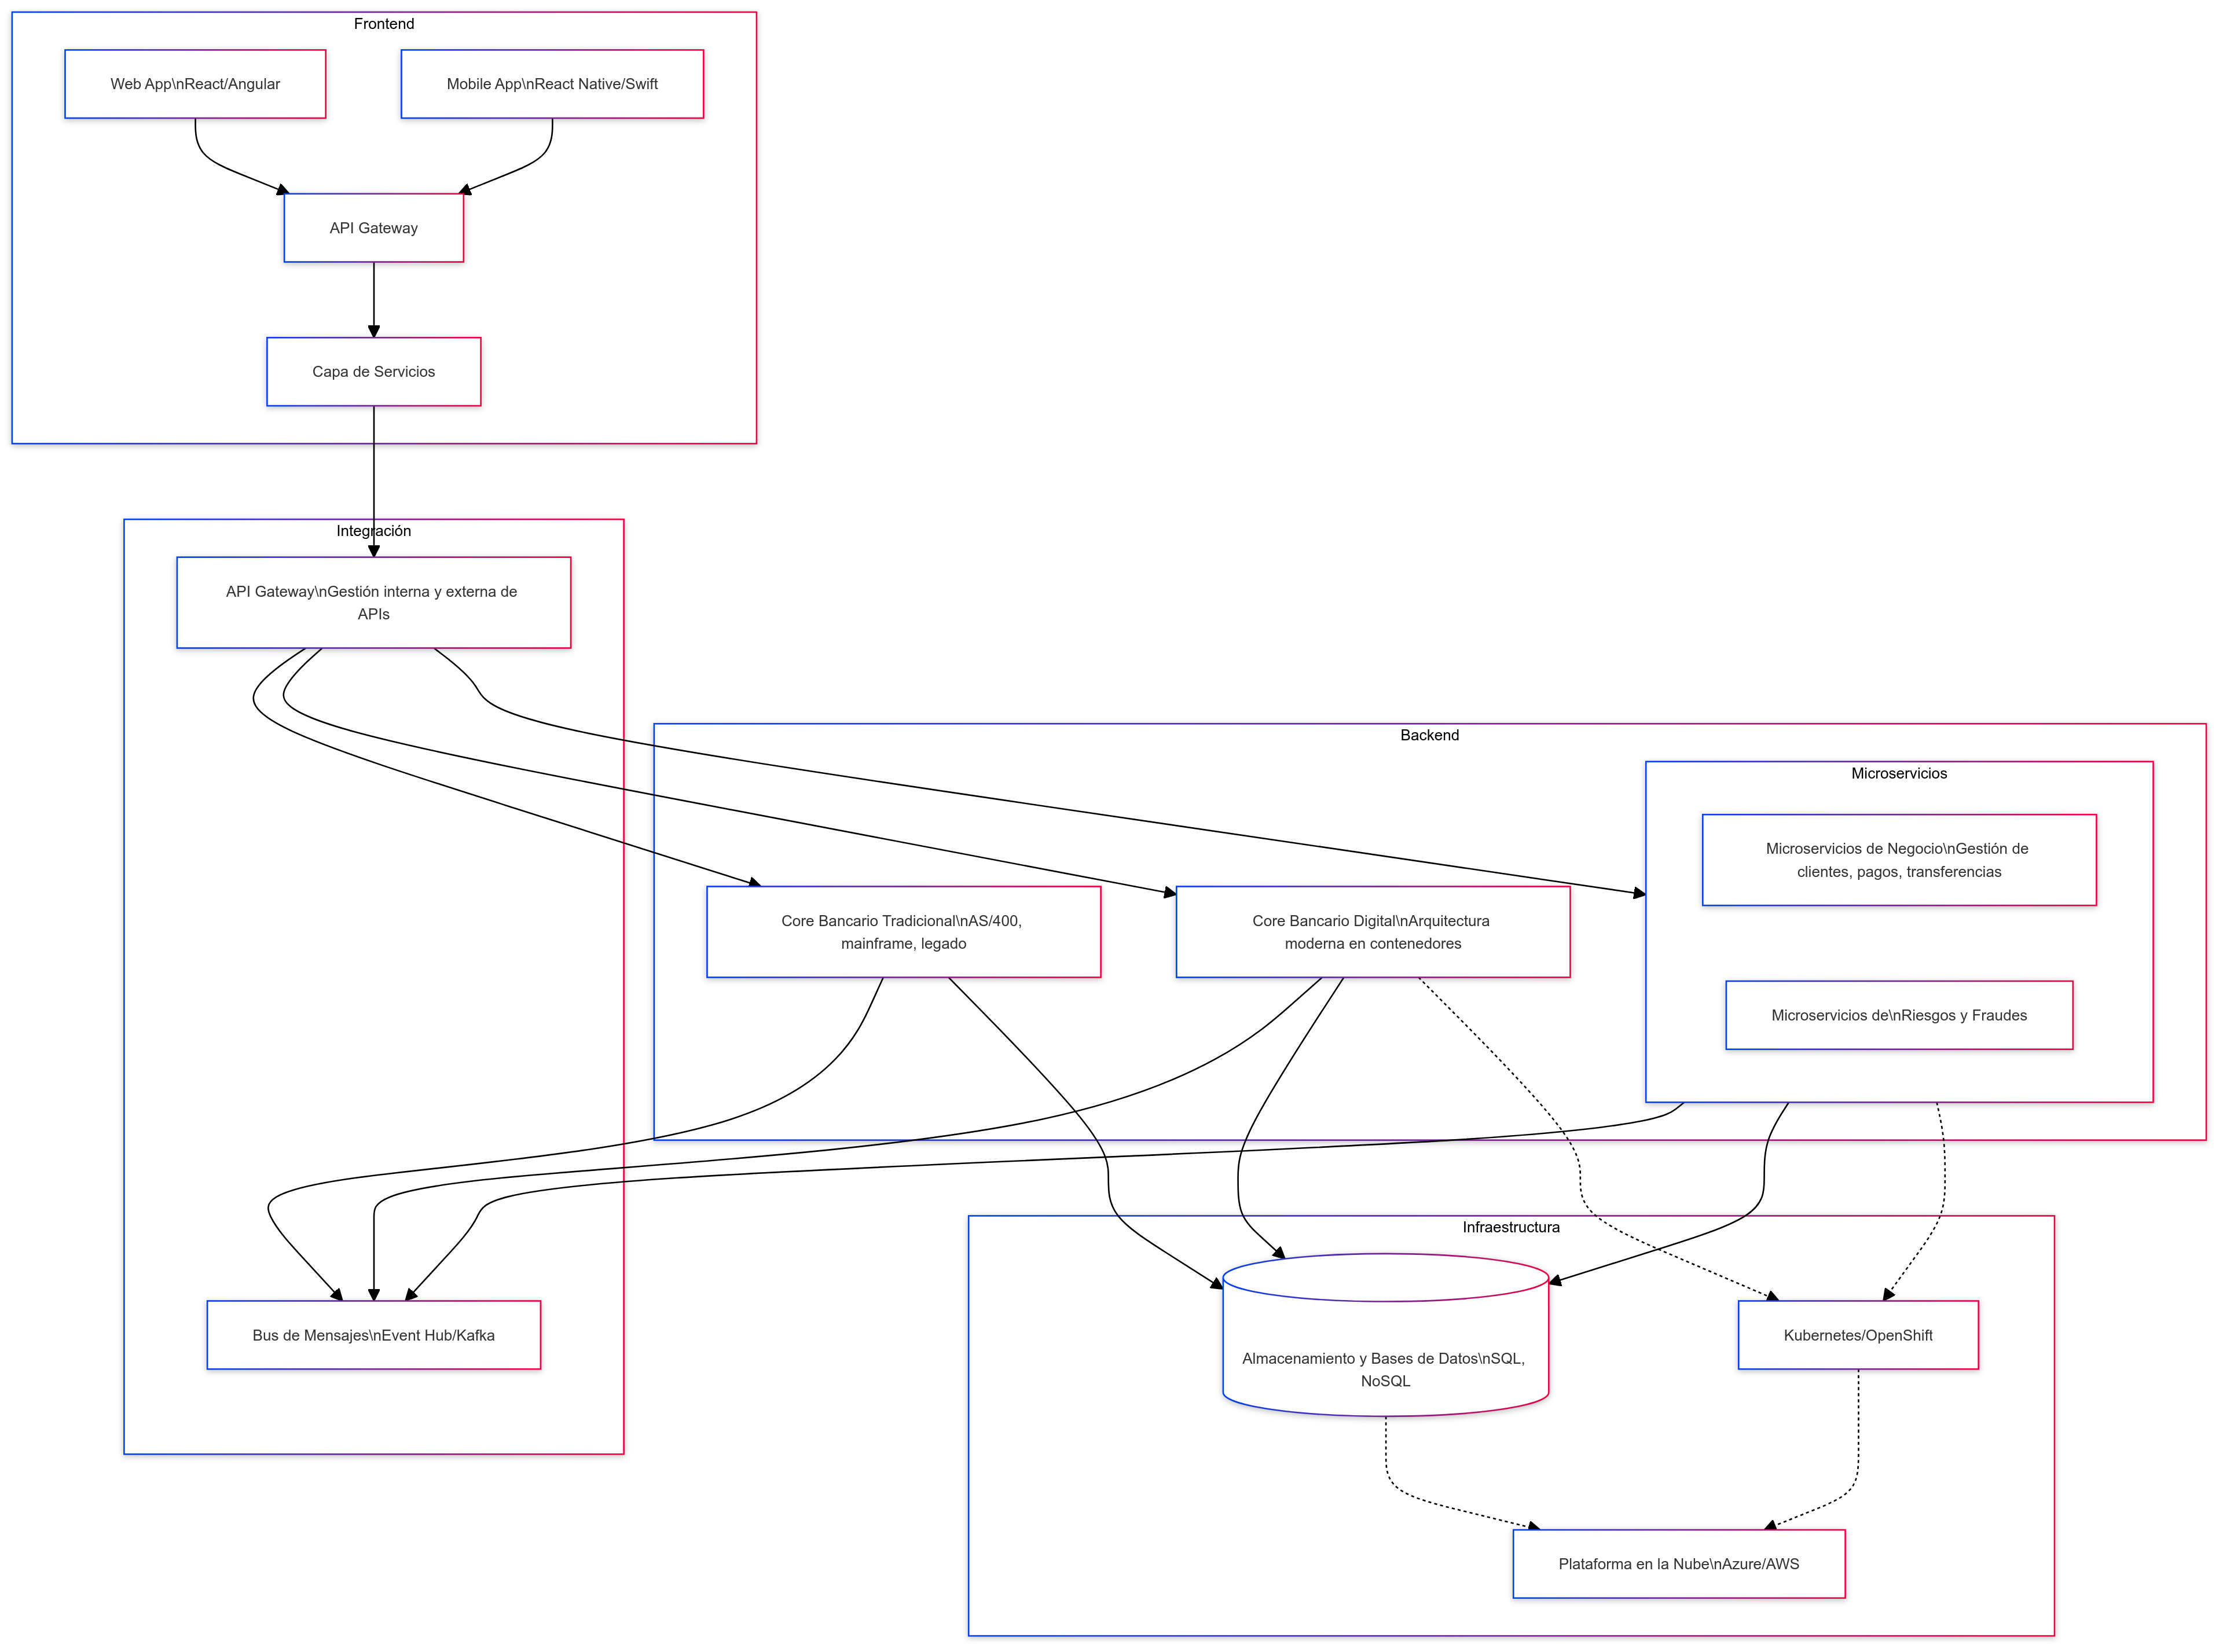 Frontend
Web App\nReact/Angular
Mobile App\nReact Native/Swift
API Gateway
Capa de Servicios
Integración
API Gateway\nGestión interna y externa de
APIs
Backend
Microservicios
Microservicios de Negocio\nGestión de
clientes, pagos, transferencias
Core Bancario Tradicional\nAS/400,
mainframe, legado
Core Bancario Digital\nArquitectura
moderna en contenedores
Microservicios de\nRiesgos y Fraudes
Infraestructura
Bus de Mensajes\nEvent Hub/Kafka
Almacenamiento y Bases de Datos\nSQL,
NoSQL
Kubernetes/OpenShift
Plataforma en la Nube\nAzure/AWS